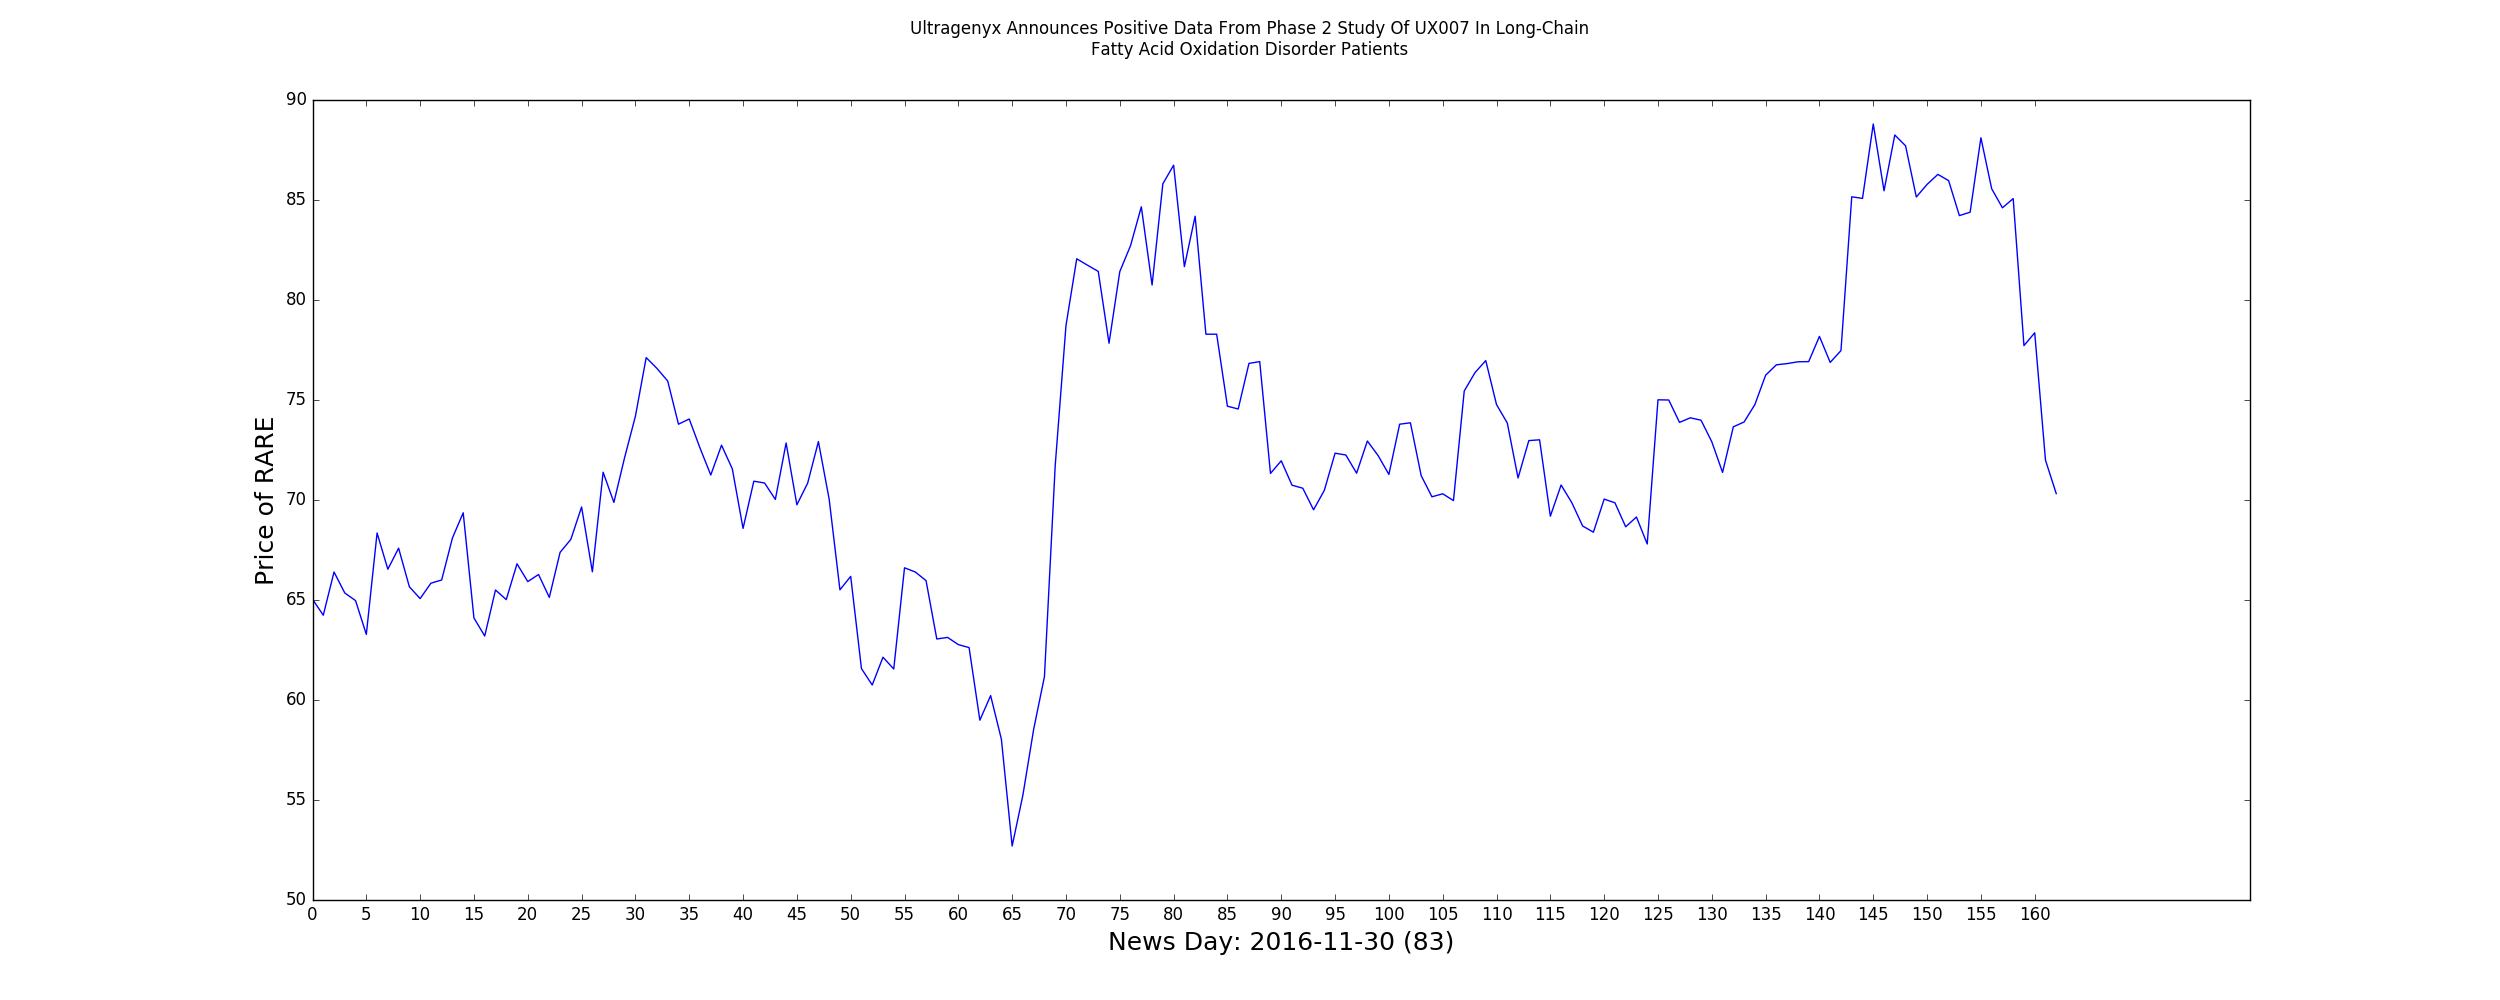 Ultragenyx Announces Positive Data From Phase 2 Study Of UX007 In Long-Chain
Fatty Acid Oxidation Disorder Patients
90
85
80
75
70
65
60
55
50
Price of RARE
0 5 10 15 20 25 30 35 40 45 50 55 60 65 70 75 80 85 90 95 100 105 110 115 120 125 130 135 140 145 150 155 160
News Day: 2016-11-30 (83)